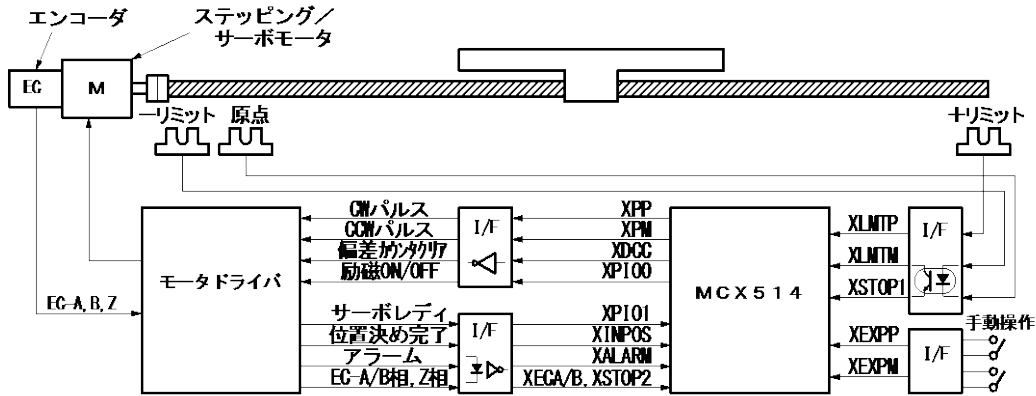 エンコーダ
ステッピング／
サーボモータ
EC
M
ーリミット
原点
＋リミット
CWパルス
CCWパルス
偏差カウンタクリア
励磁ON/OFF
I/F
XPP
XPM
XDCC
XPIO0
XLMTP
XLMTM
XSTOP1
I/F
モータドライバ
MCX514
EC-A, B, Z
サーボレディ
位置決め完了
アラーム
EC-A/B相, Z相
I/F
XPIO1
XINPOS
XALARM
XECA/B, XSTOP2
XEXPP
XEXPM
I/F
手動操作